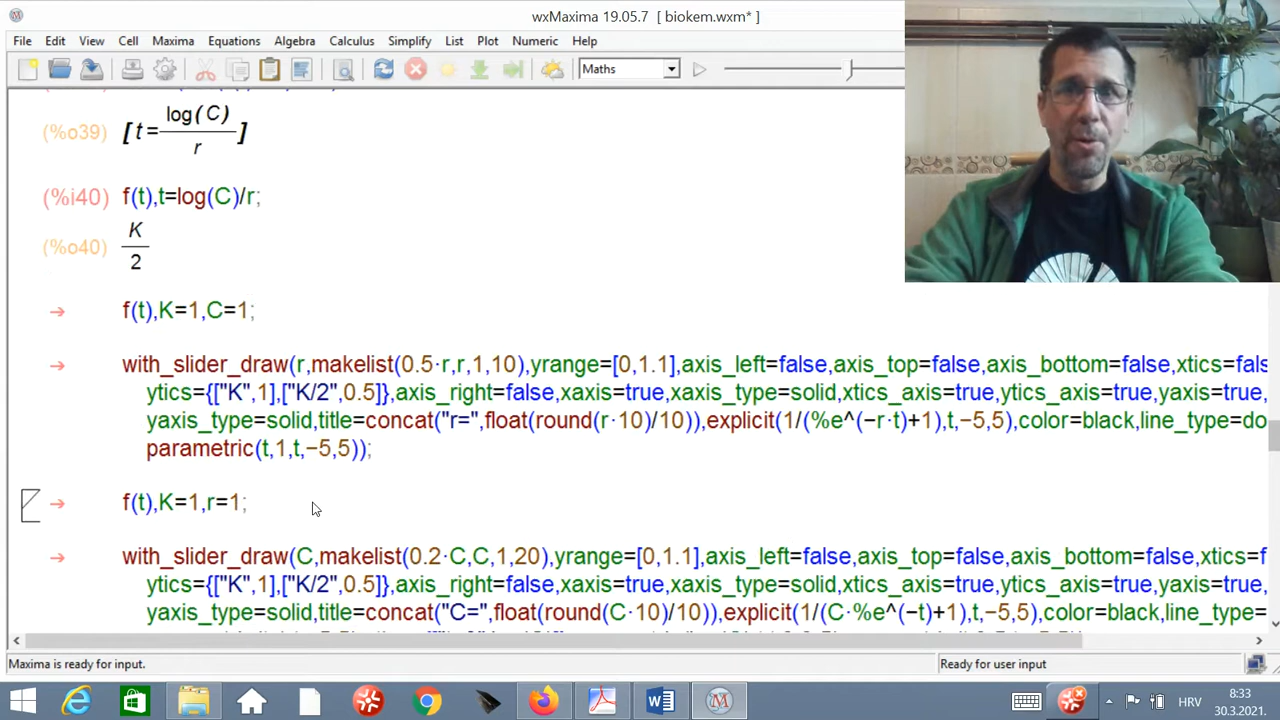 wxMaxima 19.05.7 [ biokem.wxm* ]
File Edit View Cell Maxima Equations Algebra Calculus Simplify List Plot Numeric Help
Maths
(%o39) [t=log(C)/r]
(%i40) f(t),t=log(C)/r;
(%o40) K/2
→ f(t),K=1,C=1;
→ with_slider_draw(r,makelist(0.5·r,r,1,10),yrange=[0,1.1],axis_left=false,axis_top=false,axis_bottom=false,xtics=fals
ytics={["K",1],["K/2",0.5]},axis_right=false,xaxis=true,xaxis_type=solid,xtics_axis=true,ytics_axis=true,yaxis=true,
yaxis_type=solid,title=concat("r=",float(round(r·10)/10)),explicit(1/(%e^(−r·t)+1),t,−5,5),color=black,line_type=do
parametric(t,1,t,−5,5));
→ f(t),K=1,r=1;
→ with_slider_draw(C,makelist(0.2·C,C,1,20),yrange=[0,1.1],axis_left=false,axis_top=false,axis_bottom=false,xtics=f
ytics={["K",1],["K/2",0.5]},axis_right=false,xaxis=true,xaxis_type=solid,xtics_axis=true,ytics_axis=true,yaxis=true,
yaxis_type=solid,title=concat("C=",float(round(C·10)/10)),explicit(1/(C·%e^(−t)+1),t,−5,5),color=black,line_type=
Maxima is ready for input. Ready for user input
HRV
8:33
30.3.2021.